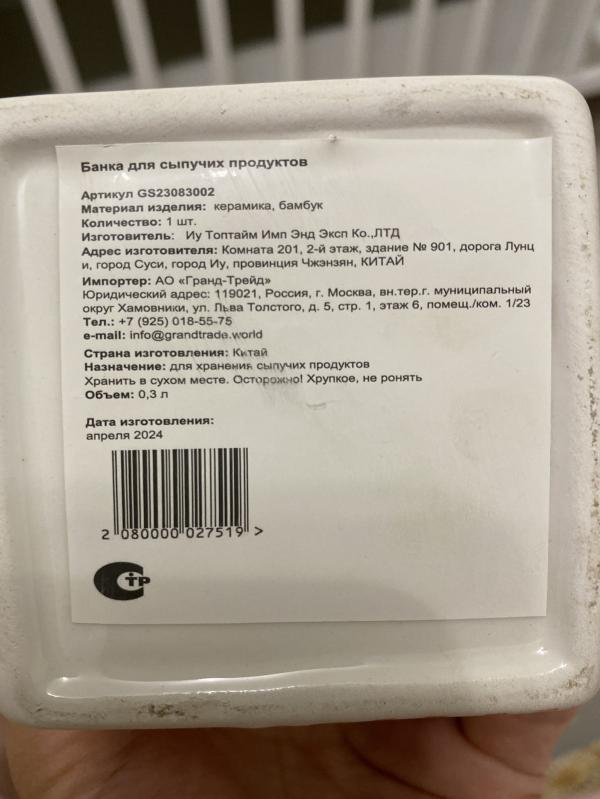 Банка для сыпучих продуктов
Артикул GS23083002
Материал изделия: керамика, бамбук
Количество: 1 шт.
Изготовитель: Иу Топтайм Имп Энд Эксп Ко.,ЛТД
Адрес изготовителя: Комната 201, 2-й этаж, здание № 901, дорога Лунц
и, город Суси, город Иу, провинция Чжэнзян, КИТАЙ
Импортер: АО «Гранд-Трейд»
Юридический адрес: 119021, Россия, г. Москва, вн.тер.г. муниципальный
округ Хамовники, ул. Льва Толстого, д. 5, стр. 1, этаж 6, помещ./ком. 1/23
Тел.: +7 (925) 018-55-75
e-mail: info@grandtrade.world
Страна изготовления: Китай
Назначение: для хранения сыпучих продуктов
Хранить в сухом месте. Осторожно! Хрупкое, не ронять
Объем: 0,3 л
Дата изготовления:
апреля 2024
2 080000 027519 >
СТР